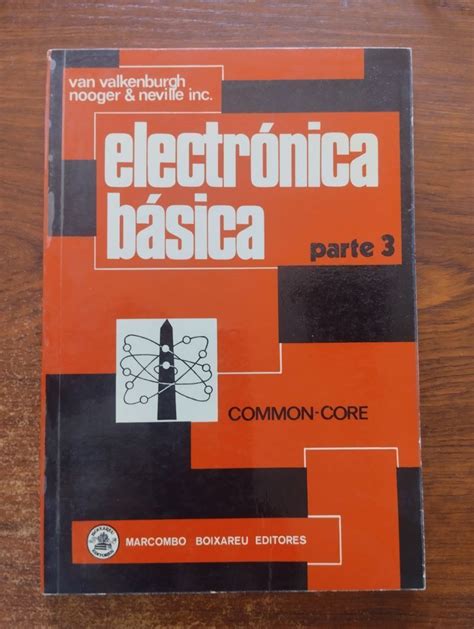 van valkenburgh
nooger & neville inc.
electrónica
básica
parte 3
COMMON-CORE
MARCOMBO BOIXAREU EDITORES